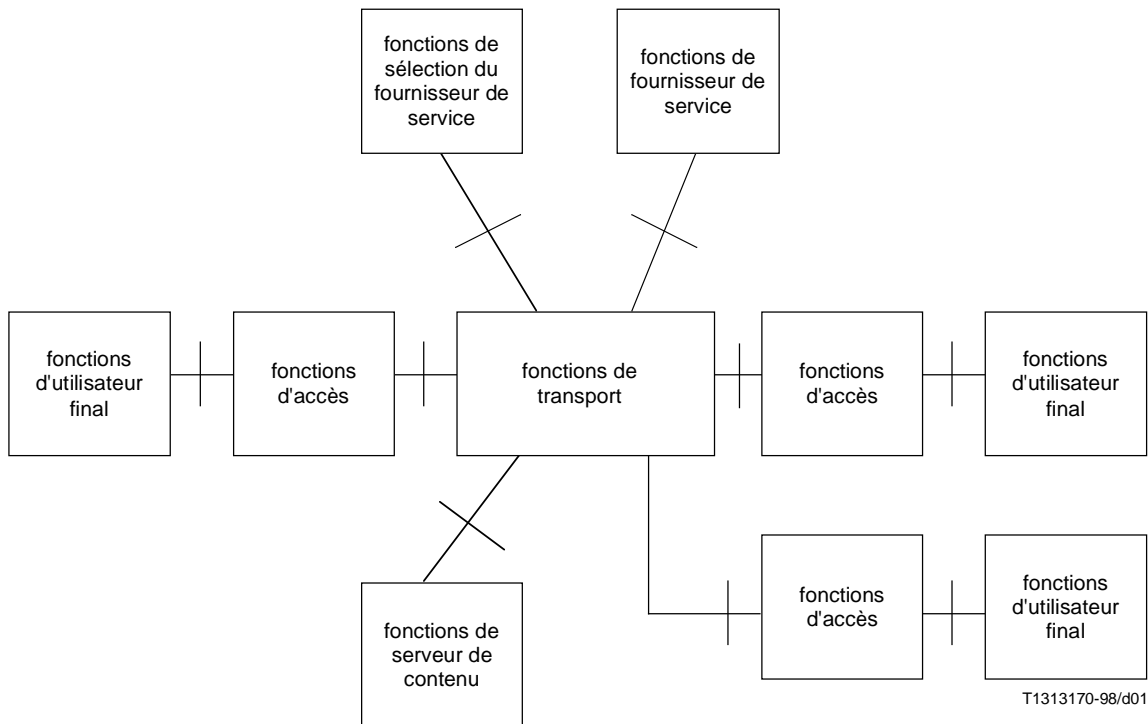 fonctions de
sélection du
fournisseur de
service
fonctions de
fournisseur de
service
fonctions
d'utilisateur
final
fonctions
d'accès
fonctions de
transport
fonctions
d'accès
fonctions
d'utilisateur
final
fonctions de
serveur de
contenu
fonctions
d'accès
fonctions
d'utilisateur
final
T1313170-98/d01